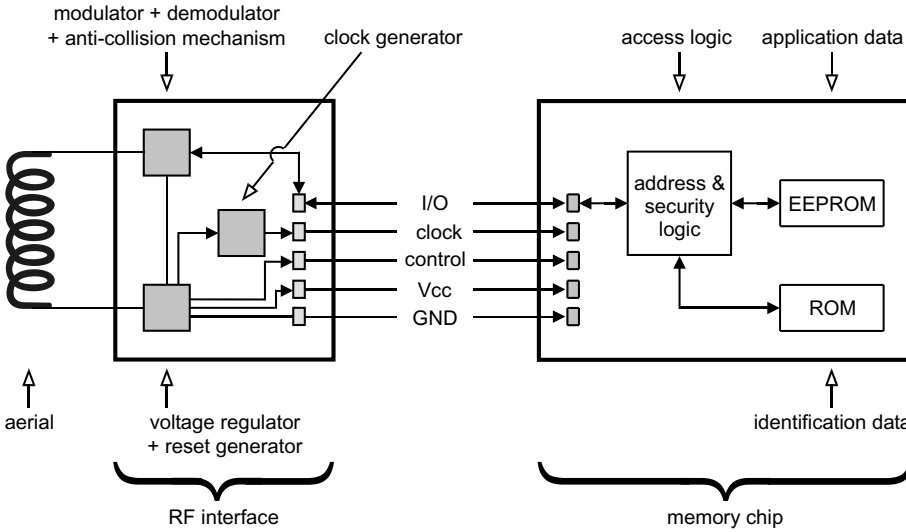 modulator + demodulator
+ anti-collision mechanism
clock generator
access logic
application data
I/O
clock
control
Vcc
GND
address &
security
logic
EEPROM
ROM
aerial
voltage regulator
+ reset generator
identification data
RF interface
memory chip